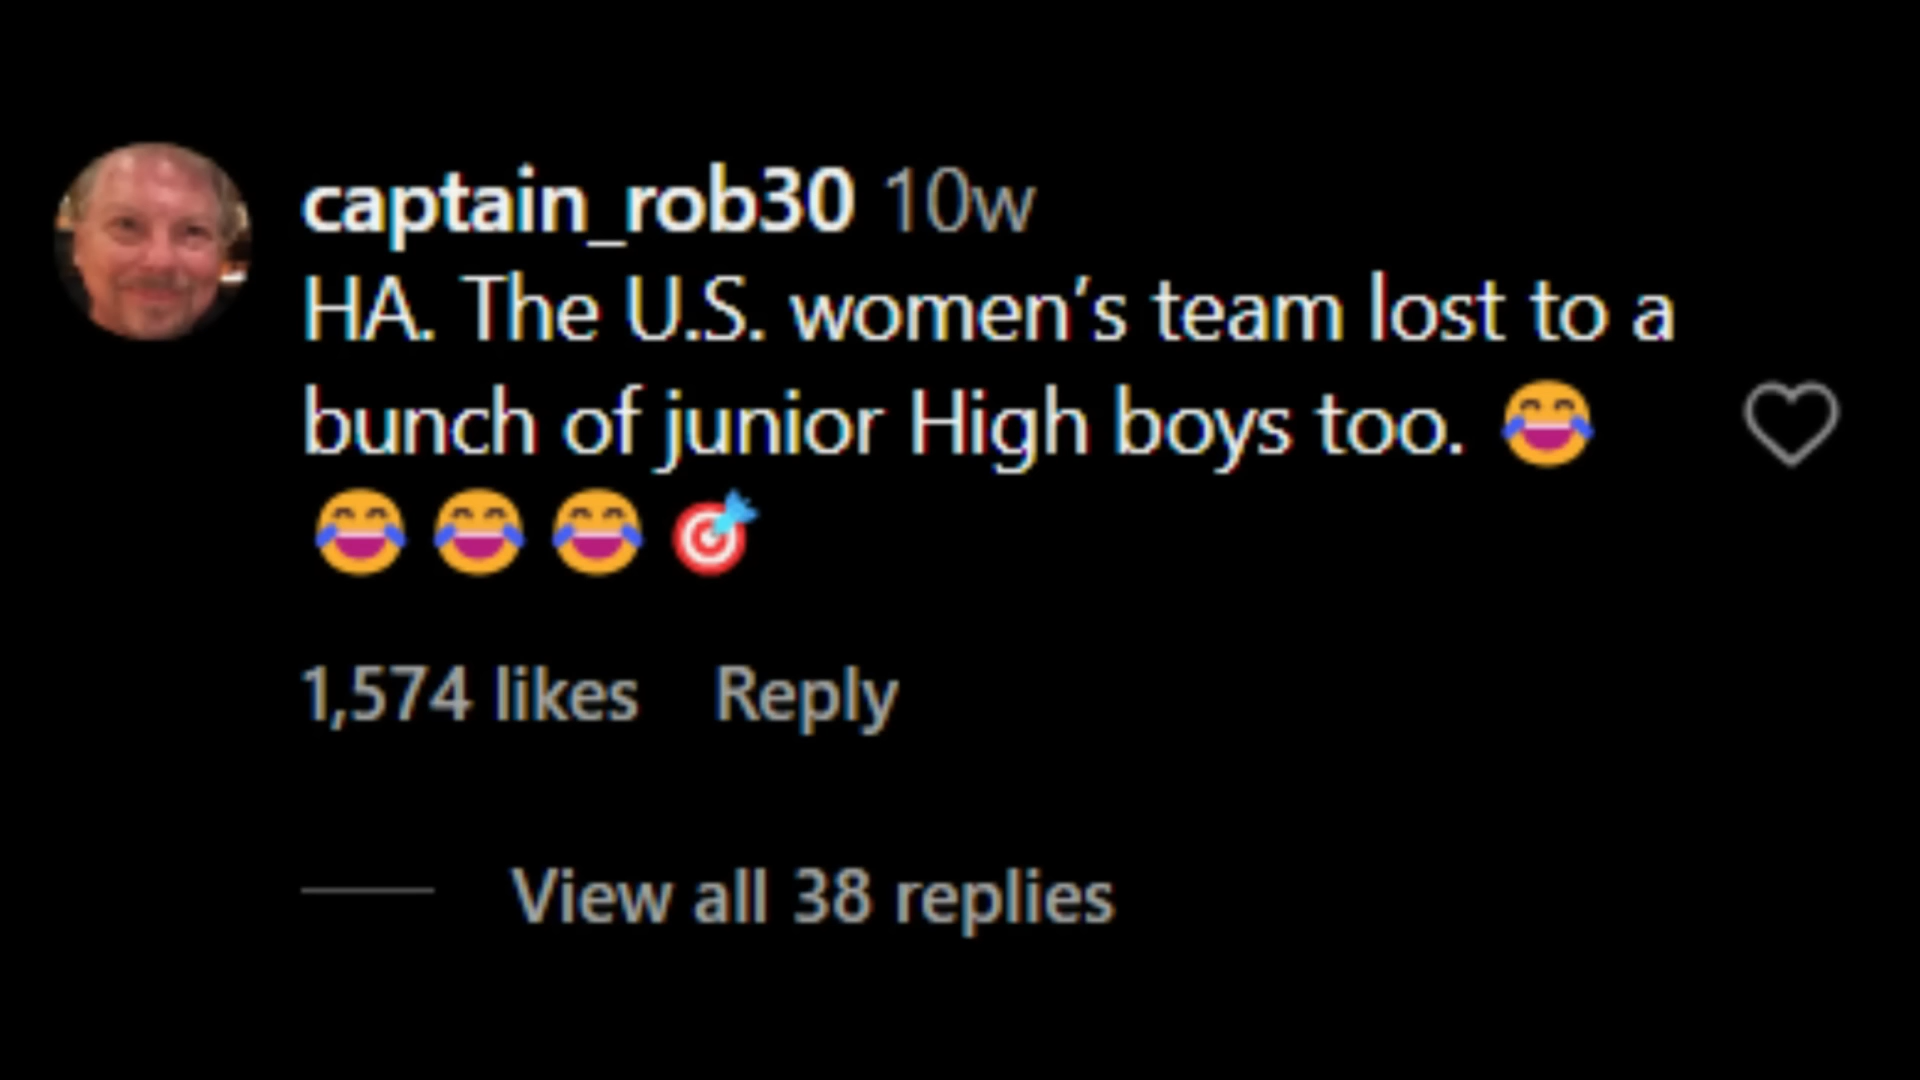 captain_rob30 10w
HA. The U.S. women's team lost to a
bunch of junior High boys too. 😂
😂😂😂🎯
1,574 likes Reply
View all 38 replies